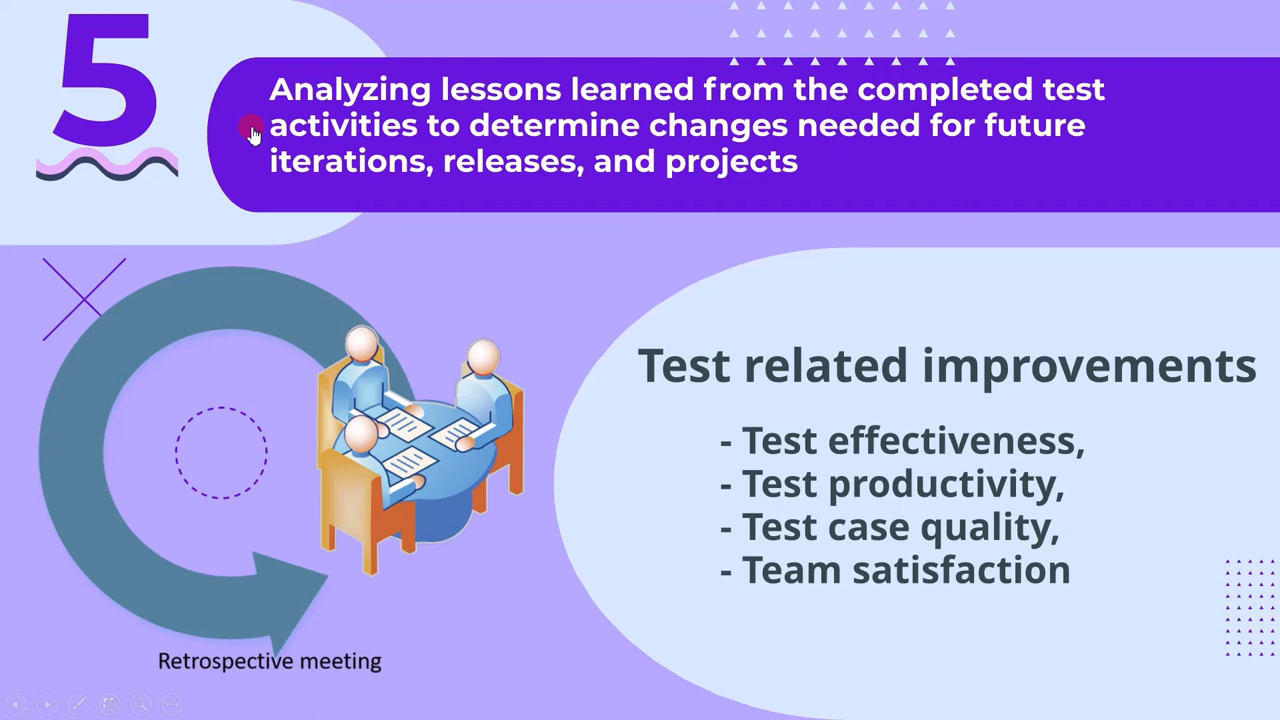 5
Analyzing lessons learned from the completed test
activities to determine changes needed for future
iterations, releases, and projects
Test related improvements
- Test effectiveness,
- Test productivity,
- Test case quality,
- Team satisfaction
Retrospective meeting